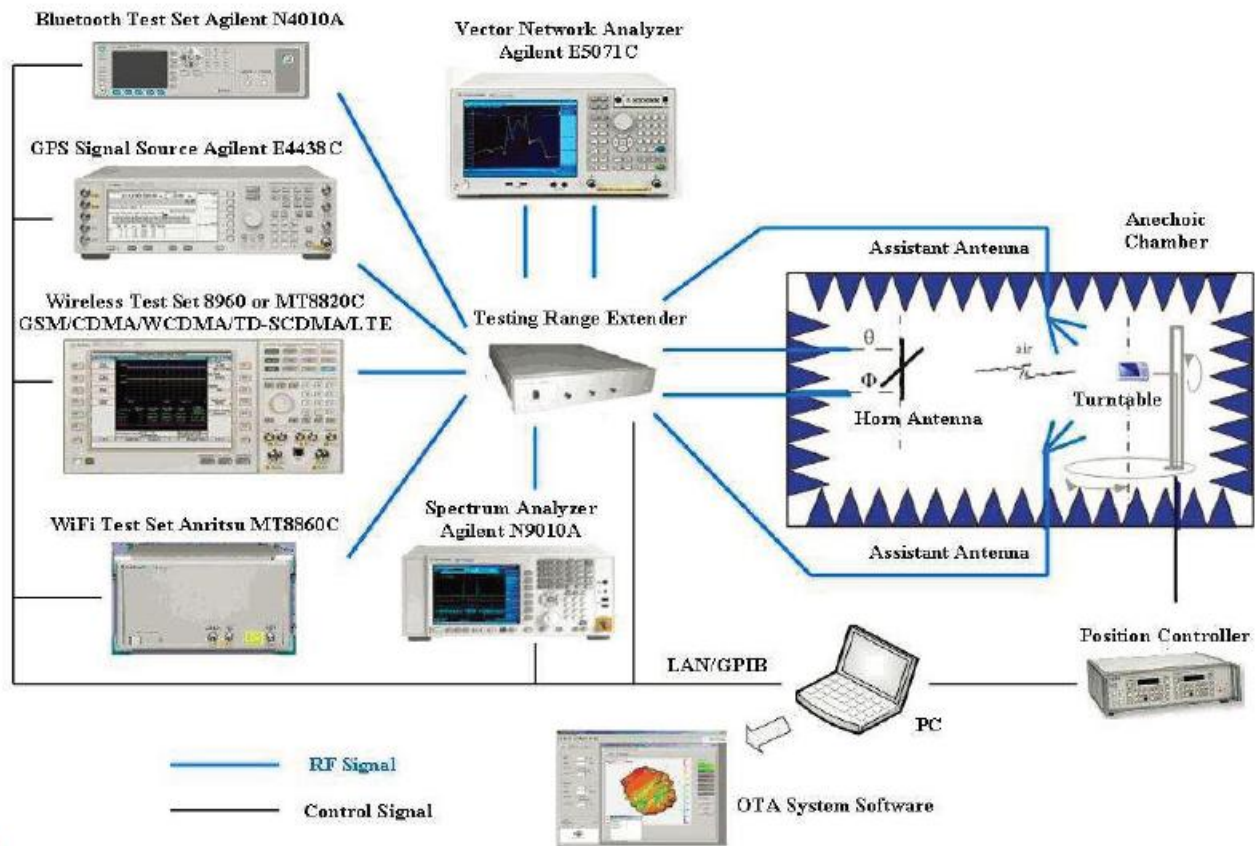 Bluetooth Test Set Agilent N4010A
Vector Network Analyzer
Agilent E5071C
GPS Signal Source Agilent E4438C
Anechoic
Chamber
Assistant Antenna
Wireless Test Set 8960 or MT8820C
GSM/CDMA/WCDMA/TD-SCDMA/LTE
Testing Range Extender
θ
air
Φ
Turntable
Horn Antenna
WiFi Test Set Anritsu MT8860C
Spectrum Analyzer
Agilent N9010A
Assistant Antenna
Position Controller
LAN/GPIB
PC
RF Signal
OTA System Software
Control Signal